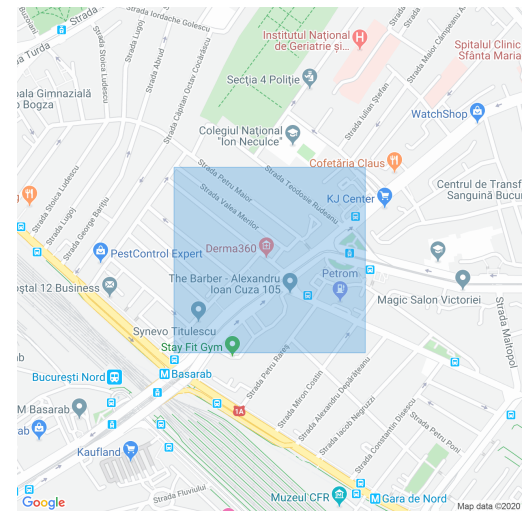 Buzoiani
Strada
Strada Iordache Golescu
Strada Turda
Strada Lugoj
Strada Stoica Ludescu
Strada Abrud
Strada Căpitan Octav Cocărăscu
Institutul Național
de Geriatrie și...
H
Strada Maior Câmpeanu
Spitalul Clinic
Sfânta Maria
Secția 4 Poliție
Strada Iulian Ștefan
ala Gimnazială
o Bogza
WatchShop
Colegiul Național
"Ion Neculce"
Cofetăria Claus
Strada Petru Maior
Strada Teodosie Rudeanu
Strada Valea Merilor
KJ Center
Centrul de Transf
Sanguină Bucur
Strada Stoica Ludescu
Strada Lugoj
Strada George Barițiu
PestControl Expert
Derma360
oștal 12 Business
The Barber - Alexandru
Ioan Cuza 105
Petrom
Magic Salon Victoriei
Synevo Titulescu
Stay Fit Gym
Strada Maltopol
București Nord
M Basarab
M Basarab
Strada Petru Rareș
Strada Miron Costin
Strada Alexandru Depărățeanu
Strada Iacob Negruzzi
Strada Constantin Disescu
Strada Petru Poni
ab
1A
Kaufland
Strada Fluviului
Muzeul CFR
M Gara de Nord
Google
Map data ©2020